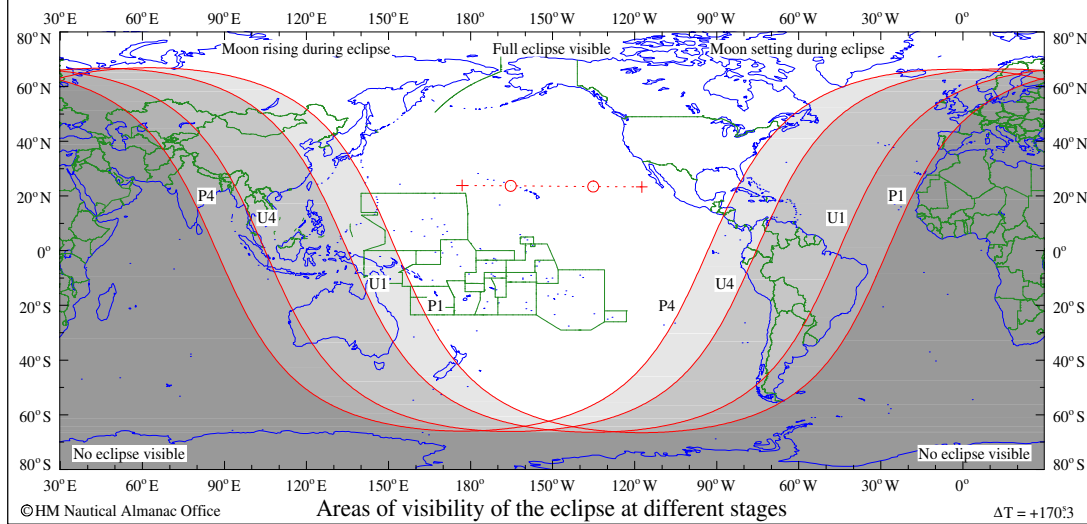 80° N 80° N
Moon rising during eclipse Full eclipse visible Moon setting during eclipse
60° N 60° N
40° N 40° N
20° N P4 P1 20° N
U4 U1
0° 0°
U1 U4
20° S P1 P4 20° S
40° S 40° S
60° S 60° S
No eclipse visible No eclipse visible
80° S 80° S
30° E 60° E 90° E 120° E 150° E 180° E 150° W 120° W 90° W 60° W 30° W 0°
30° E 60° E 90° E 120° E 150° E 180° E 150° W 120° W 90° W 60° W 30° W 0°
©HM Nautical Almanac Office Areas of visibility of the eclipse at different stages ΔT = +170ˢ.3